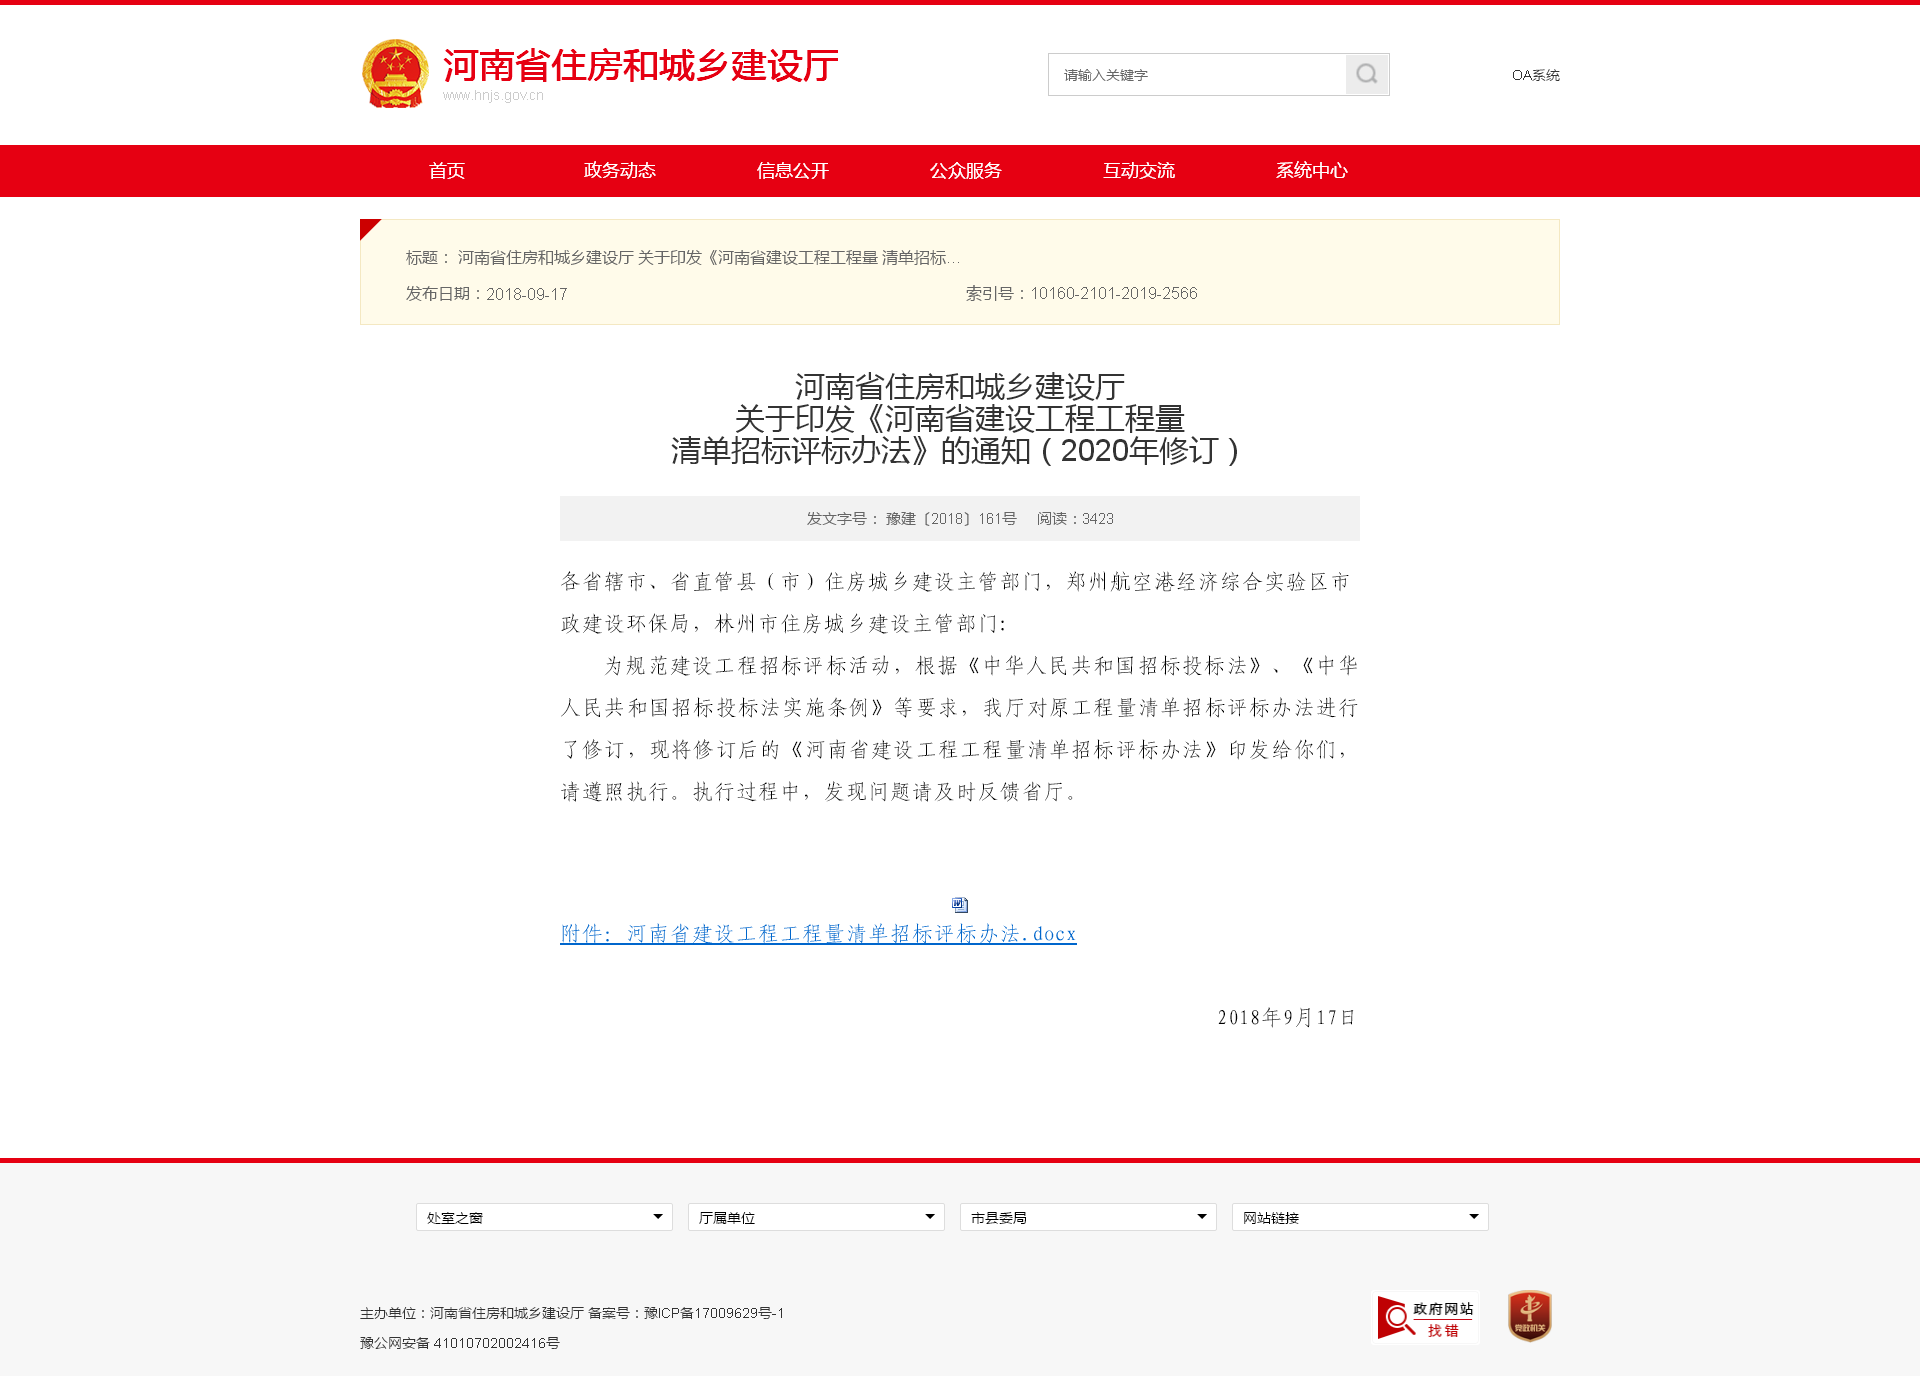 河南省住房和城乡建设厅
www.hnjs.gov.cn
请输入关键字
OA系统
首页 政务动态 信息公开 公众服务 互动交流 系统中心
标题： 河南省住房和城乡建设厅 关于印发《河南省建设工程工程量 清单招标...
发布日期：2018-09-17 索引号：10160-2101-2019-2566
河南省住房和城乡建设厅
关于印发《河南省建设工程工程量
清单招标评标办法》的通知（2020年修订）
发文字号： 豫建〔2018〕161号 阅读：3423
各省辖市、省直管县（市）住房城乡建设主管部门，郑州航空港经济综合实验区市
政建设环保局，林州市住房城乡建设主管部门：
为规范建设工程招标评标活动，根据《中华人民共和国招标投标法》、《中华
人民共和国招标投标法实施条例》等要求，我厅对原工程量清单招标评标办法进行
了修订，现将修订后的《河南省建设工程工程量清单招标评标办法》印发给你们，
请遵照执行。执行过程中，发现问题请及时反馈省厅。
附件：河南省建设工程工程量清单招标评标办法.docx
2018年9月17日
处室之窗 厅属单位 市县委局 网站链接
主办单位：河南省住房和城乡建设厅 备案号：豫ICP备17009629号-1
豫公网安备 41010702002416号
政府网站
找错
党政机关